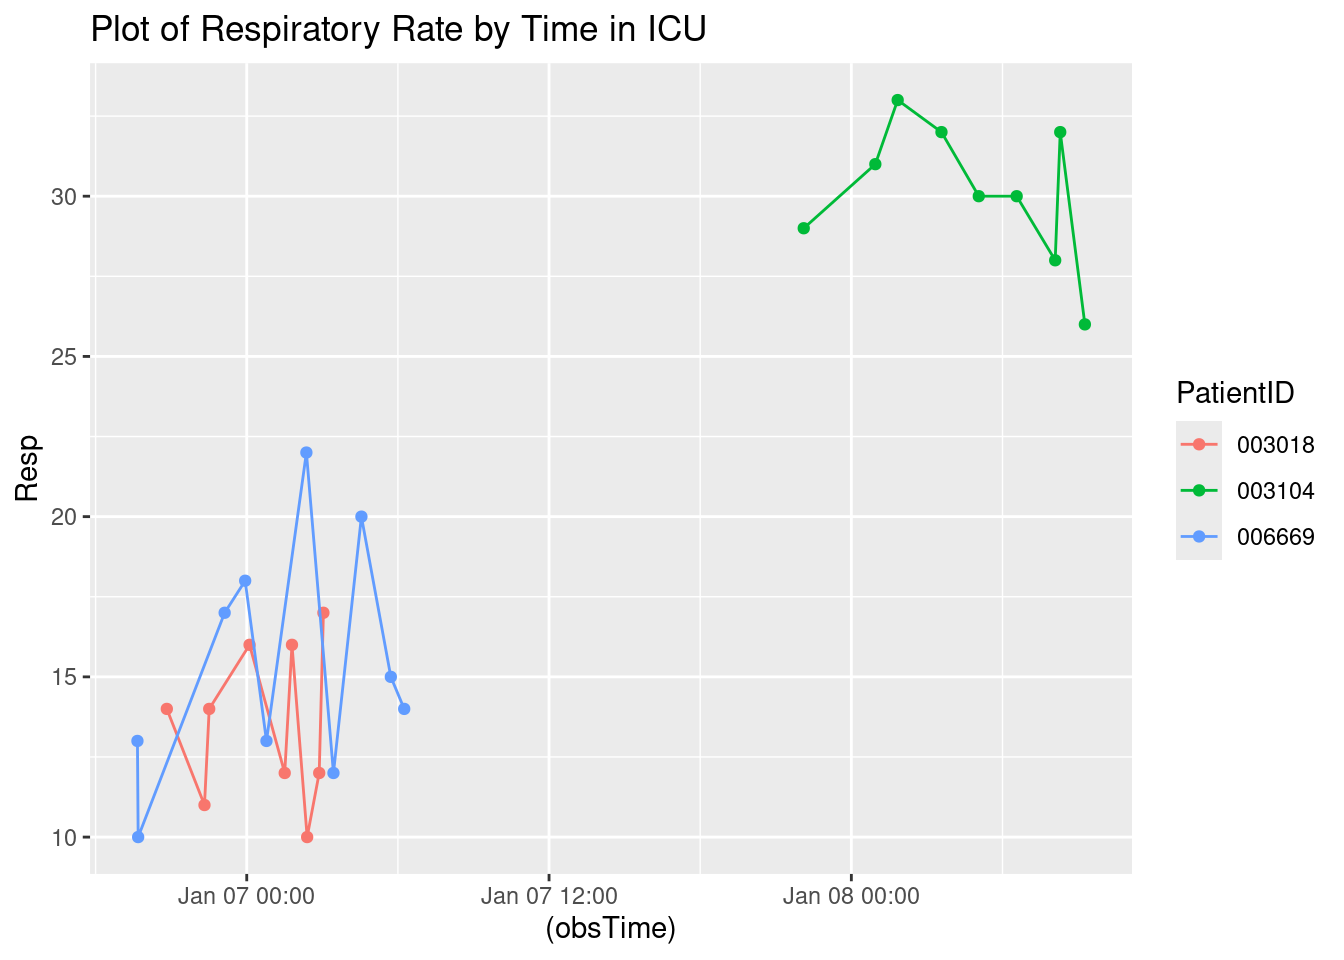 Plot of Respiratory Rate by Time in ICU
Resp
30
25
20
15
10
Jan 07 00:00
Jan 07 12:00
Jan 08 00:00
(obsTime)
PatientID
003018
003104
006669